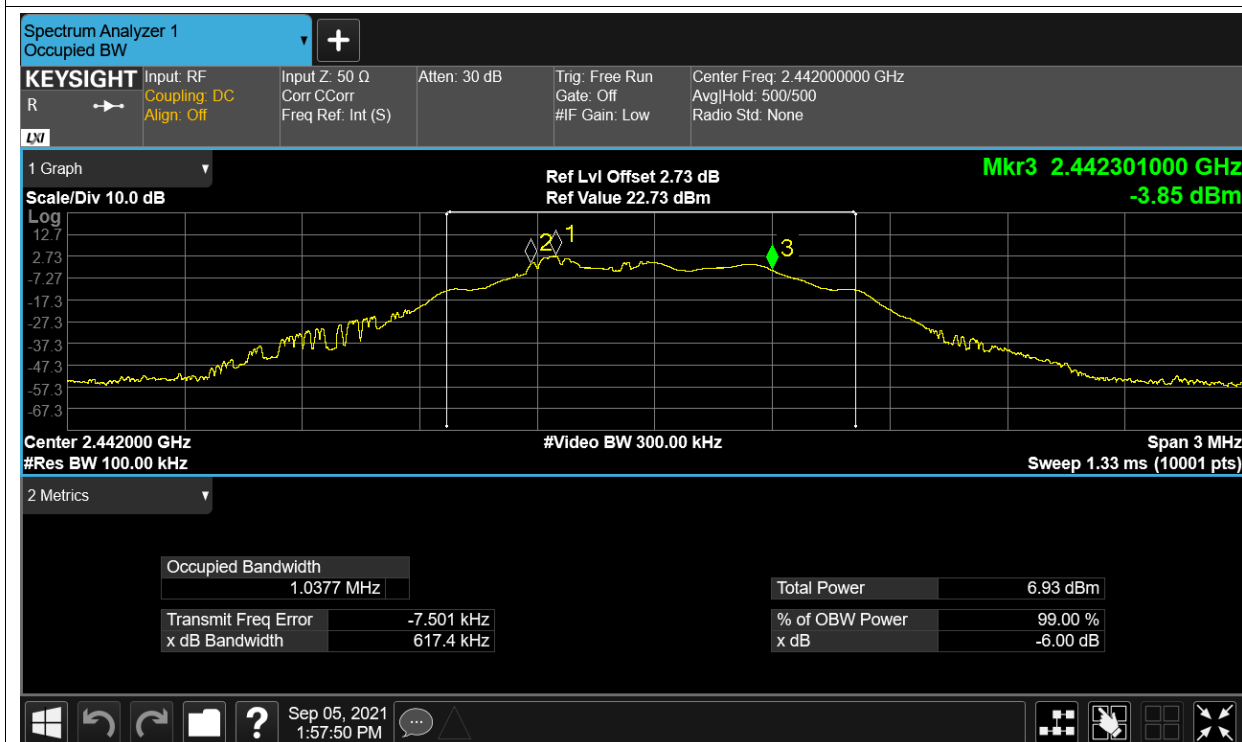 Spectrum Analyzer 1
Occupied BW
KEYSIGHT
R
LXI
Input: RF
Coupling: DC
Align: Off
Input Z: 50 Ω
Corr CCorr
Freq Ref: Int (S)
Atten: 30 dB
Trig: Free Run
Gate: Off
#IF Gain: Low
Center Freq: 2.442000000 GHz
Avg|Hold: 500/500
Radio Std: None
1 Graph
Scale/Div 10.0 dB
Ref Lvl Offset 2.73 dB
Ref Value 22.73 dBm
Mkr3 2.442301000 GHz
-3.85 dBm
Log
12.7
2.73
-7.27
-17.3
-27.3
-37.3
-47.3
-57.3
-67.3
2
1
3
Center 2.442000 GHz
#Res BW 100.00 kHz
#Video BW 300.00 kHz
Span 3 MHz
Sweep 1.33 ms (10001 pts)
2 Metrics
Occupied Bandwidth
1.0377 MHz
Transmit Freq Error -7.501 kHz
x dB Bandwidth 617.4 kHz
Total Power 6.93 dBm
% of OBW Power 99.00 %
x dB -6.00 dB
?
Sep 05, 2021
1:57:50 PM